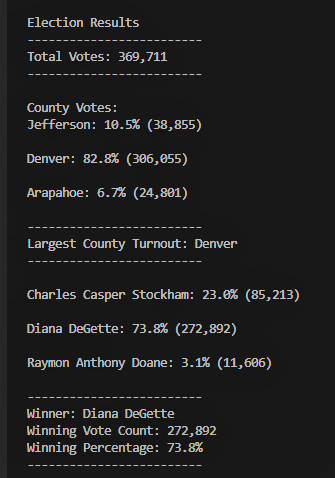 Election Results
-------------------------
Total Votes: 369,711
-------------------------
County Votes:
Jefferson: 10.5% (38,855)
Denver: 82.8% (306,055)
Arapahoe: 6.7% (24,801)
-------------------------
Largest County Turnout: Denver
-------------------------
Charles Casper Stockham: 23.0% (85,213)
Diana DeGette: 73.8% (272,892)
Raymon Anthony Doane: 3.1% (11,606)
-------------------------
Winner: Diana DeGette
Winning Vote Count: 272,892
Winning Percentage: 73.8%
-------------------------